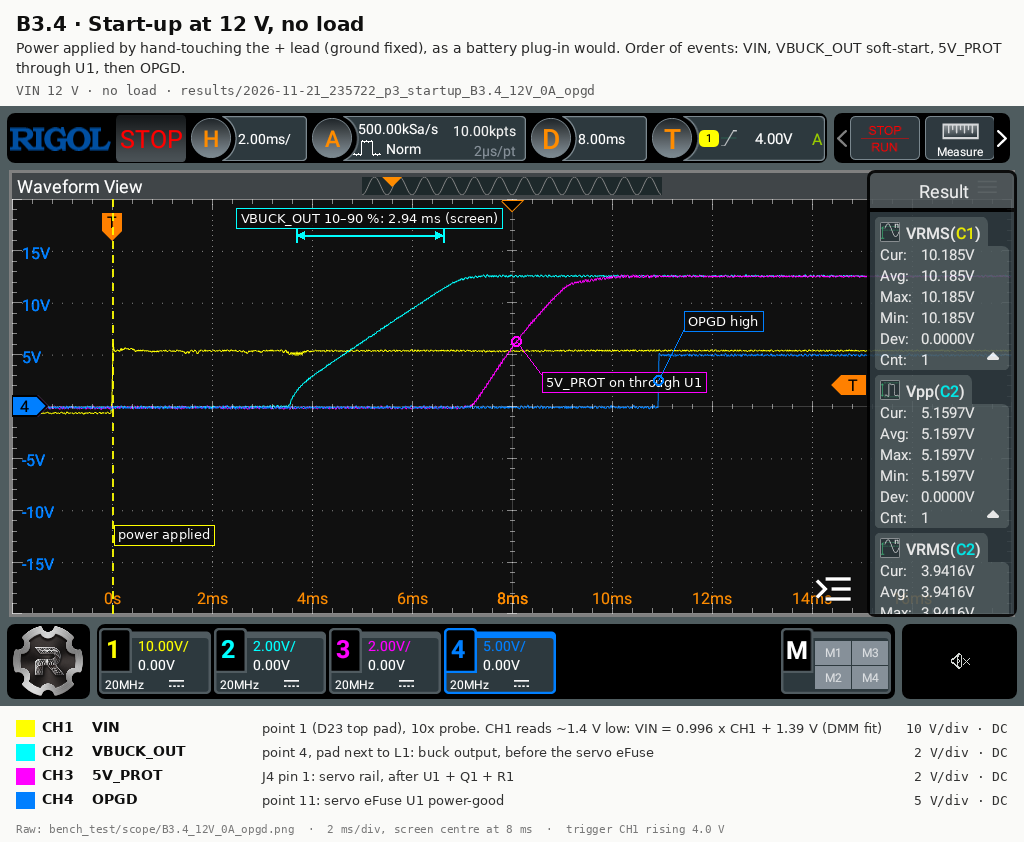 B3.4 · Start-up at 12 V, no load
Power applied by hand-touching the + lead (ground fixed), as a battery plug-in would. Order of events: VIN, VBUCK_OUT soft-start, 5V_PROT
through U1, then OPGD.
VIN 12 V · no load · results/2026-11-21_235722_p3_startup_B3.4_12V_0A_opgd
RIGOL STOP H 2.00ms/ A 500.00kSa/s 10.00kpts D 8.00ms T 1 4.00V A STOP
Norm 2µs/pt RUN Measure
Waveform View
Result
T
VBUCK_OUT 10–90 %: 2.94 ms (screen)
15V
10V
5V
4
-5V
-10V
-15V
OPGD high
5V_PROT on through U1
T
power applied
0s 2ms 4ms 6ms 8ms 10ms 12ms 14ms
VRMS(C1)
Cur: 10.185V
Avg: 10.185V
Max: 10.185V
Min: 10.185V
Dev: 0.0000V
Cnt: 1
Vpp(C2)
Cur: 5.1597V
Avg: 5.1597V
Max: 5.1597V
Min: 5.1597V
Dev: 0.0000V
Cnt: 1
VRMS(C2)
Cur: 3.9416V
Avg: 3.9416V
Max: 3.9416V
R
1 10.00V/ 0.00V 20MHz
2 2.00V/ 0.00V 20MHz
3 2.00V/ 0.00V 20MHz
4 5.00V/ 0.00V 20MHz
M M1 M3
M2 M4
CH1 VIN point 1 (D23 top pad), 10x probe. CH1 reads ~1.4 V low: VIN = 0.996 x CH1 + 1.39 V (DMM fit) 10 V/div · DC
CH2 VBUCK_OUT point 4, pad next to L1: buck output, before the servo eFuse 2 V/div · DC
CH3 5V_PROT J4 pin 1: servo rail, after U1 + Q1 + R1 2 V/div · DC
CH4 OPGD point 11: servo eFuse U1 power-good 5 V/div · DC
Raw: bench_test/scope/B3.4_12V_0A_opgd.png · 2 ms/div, screen centre at 8 ms · trigger CH1 rising 4.0 V